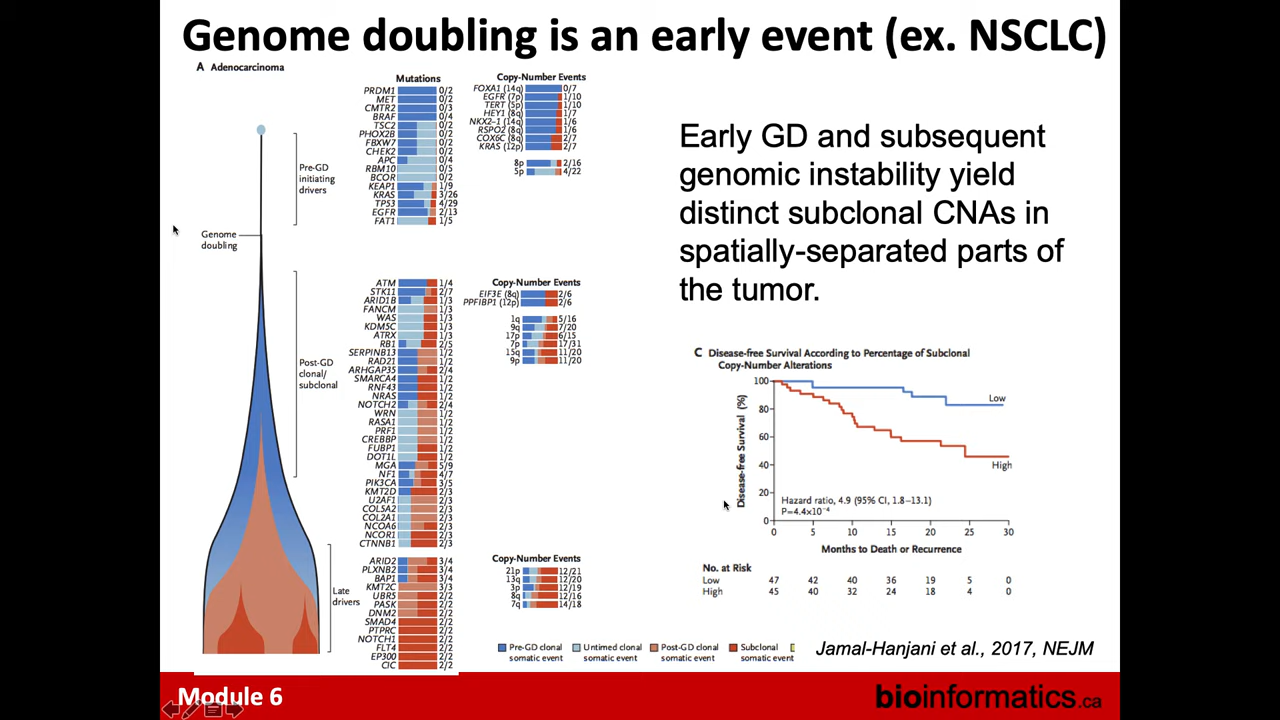 Genome doubling is an early event (ex. NSCLC)
A Adenocarcinoma
Genome
doubling
Pre-GD
initiating
drivers
Post-GD
clonal/
subclonal
Late
drivers
Mutations
PRDM1 0/2
MET 0/2
CMTR2 0/3
BRAF 0/4
TSC2 0/2
PHOX2B 0/2
FBXW7 0/2
CHEK2 0/2
APC 0/4
RBM10 0/5
BCOR 0/2
KEAP1 1/9
KRAS 3/26
TP53 4/29
EGFR 2/13
FAT1 1/5
Copy-Number Events
FOXA1 (14q) 0/7
EGFR (7p) 1/10
TERT (5p) 1/10
HEY1 (8q) 1/7
NKX2-1 (14q) 1/6
RSPO2 (8q) 1/6
COX6C (8q) 2/7
KRAS (12p) 2/7
8p 2/16
5p 4/22
ATM 1/4
STK11 2/7
ARID1B 1/3
FANCM 1/3
WAS 1/3
KDM5C 1/3
ATRX 1/3
RB1 2/5
SERPINB13 1/2
RAD21 1/2
ARHGAP35 2/4
SMARCA4 1/2
RNF43 1/2
NRAS 1/2
NOTCH2 2/4
WRN 1/2
RASA1 1/2
PRF1 1/2
CREBBP 1/2
FUBP1 1/2
DOT1L 1/2
MGA 5/9
NF1 4/7
PIK3CA 3/5
KMT2D 2/3
U2AF1 2/3
COL5A2 2/3
COL2A1 2/3
NCOA6 2/3
NCOR1 2/3
CTNNB1 2/3
Copy-Number Events
EIF3E (8q) 2/6
PPFIBP1 (12p) 2/6
1q 5/16
9q 7/20
17p 6/15
7p 17/31
15q 11/20
9p 11/20
ARID2 3/4
PLXNB2 3/4
BAP1 3/4
KMT2C 3/3
UBR5 2/2
PASK 2/2
DNM2 2/2
SMAD4 2/2
PTPRC 2/2
NOTCH1 2/2
FLT4 2/2
EP300 2/2
CIC 2/2
Copy-Number Events
21p 12/21
13q 12/20
3p 12/19
8q 12/16
7q 14/18
Pre-GD clonal
somatic event
Untimed clonal
somatic event
Post-GD clonal
somatic event
Subclonal
somatic event
Early GD and subsequent
genomic instability yield
distinct subclonal CNAs in
spatially-separated parts of
the tumor.
C Disease-free Survival According to Percentage of Subclonal
Copy-Number Alterations
Disease-free Survival (%)
100
80
60
40
20
0
Low
High
Hazard ratio, 4.9 (95% CI, 1.8–13.1)
P=4.4x10⁻⁴
0 5 10 15 20 25 30
Months to Death or Recurrence
No. at Risk
Low 47 42 40 36 19 5 0
High 45 40 32 24 18 4 0
Jamal-Hanjani et al., 2017, NEJM
Module 6
bioinformatics.ca